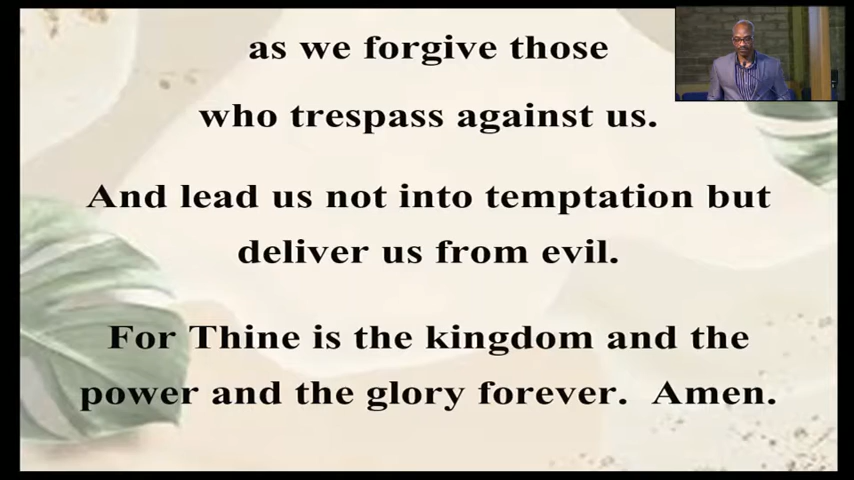 as we forgive those
who trespass against us.
And lead us not into temptation but
deliver us from evil.
For Thine is the kingdom and the
power and the glory forever.  Amen.